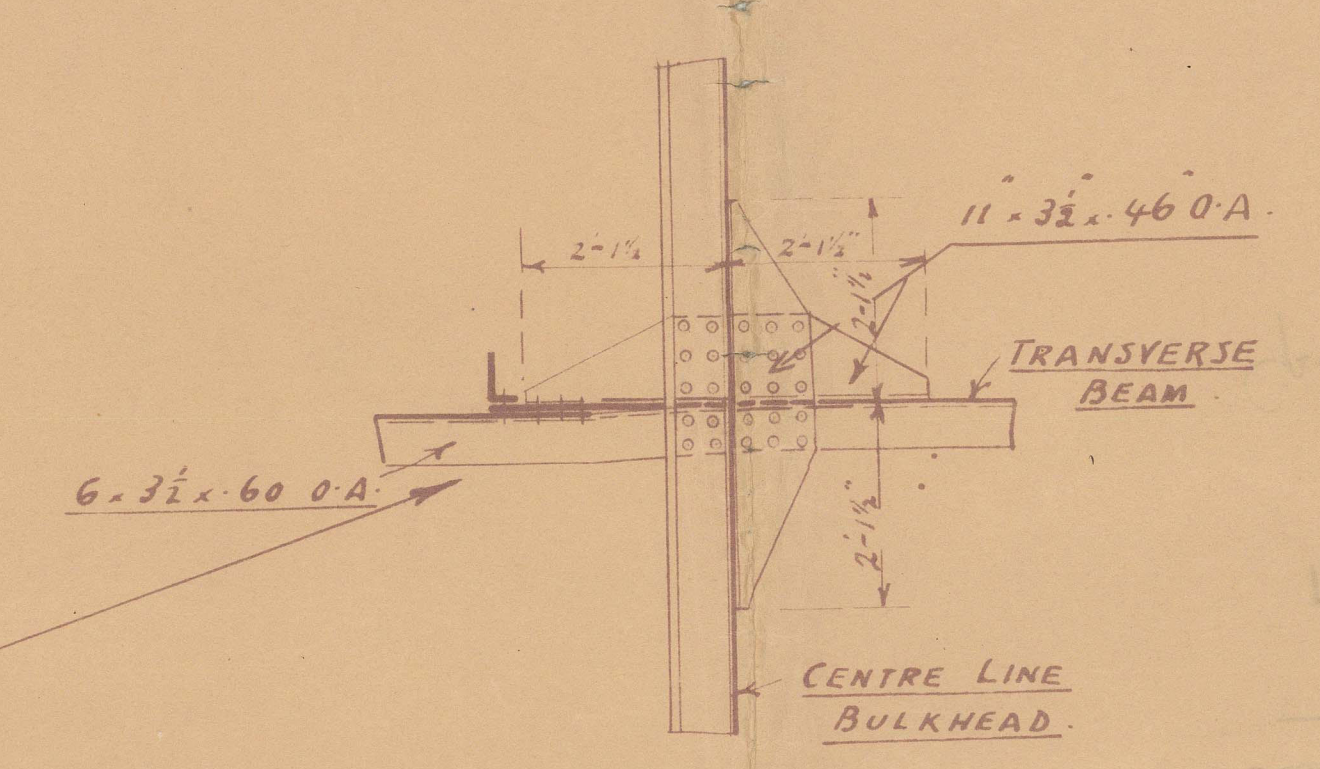 11" × 3½" × .46" O.A.
2'-1½
2'-1½"
2'-1½"
TRANSVERSE
BEAM
6 × 3½ × .60 O.A.
2'-1½"
CENTRE LINE
BULKHEAD.